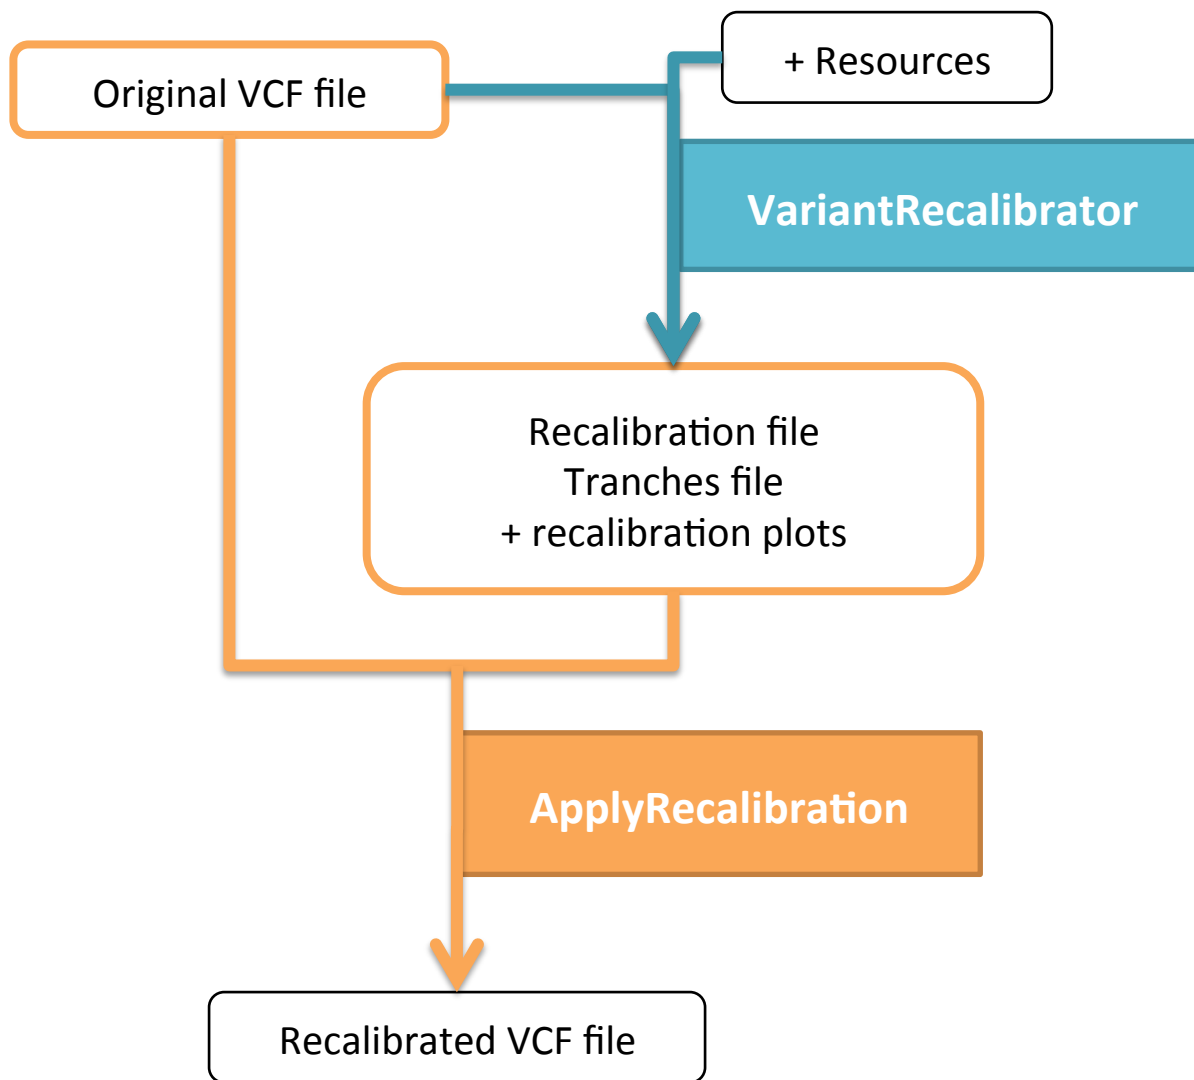 Original VCF file
+ Resources
VariantRecalibrator
Recalibration file
Tranches file
+ recalibration plots
ApplyRecalibration
Recalibrated VCF file